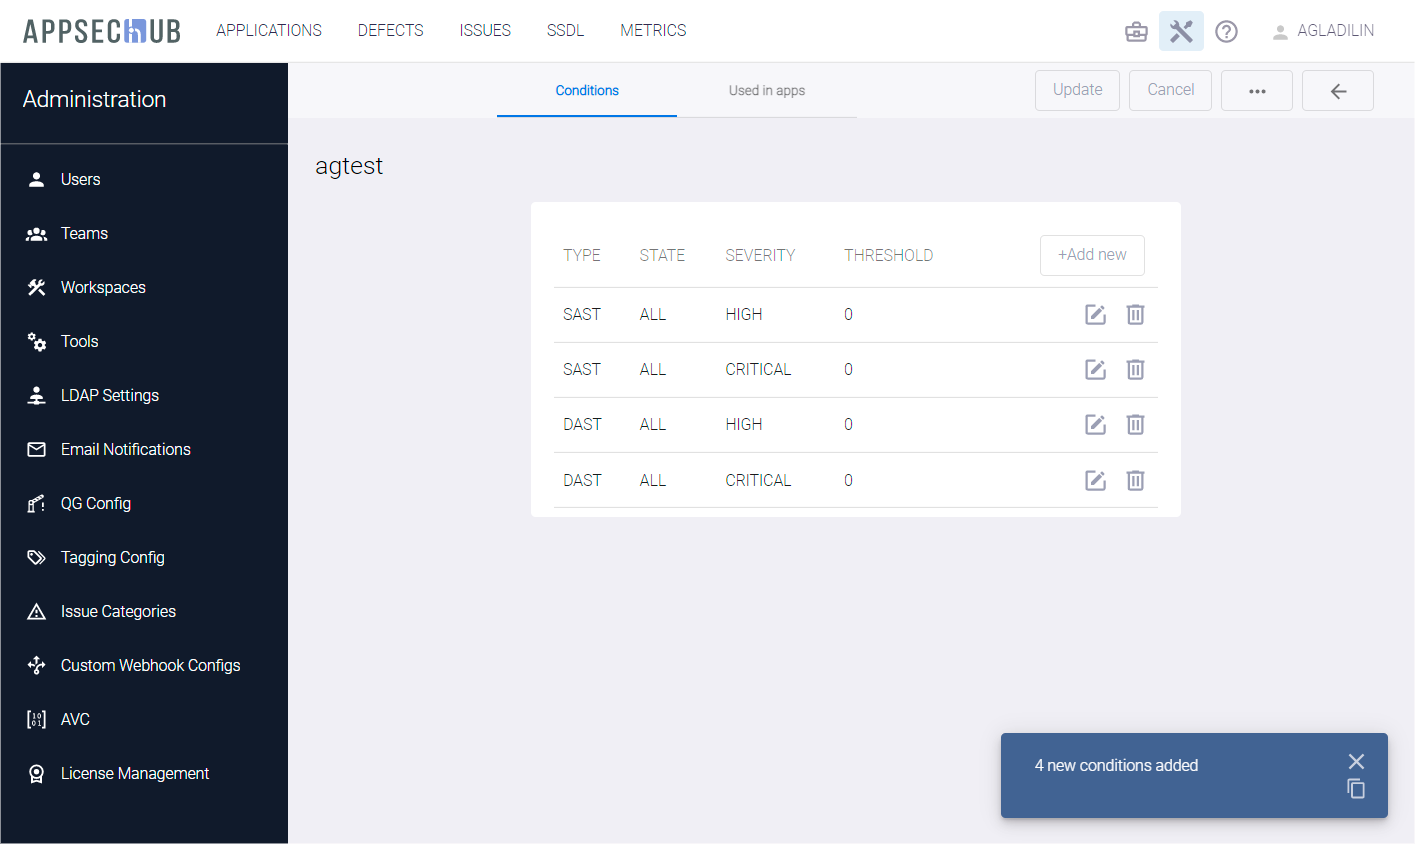 APPSECHUB APPLICATIONS DEFECTS ISSUES SSDL METRICS AGLADILIN
Administration
Users
Teams
Workspaces
Tools
LDAP Settings
Email Notifications
QG Config
Tagging Config
Issue Categories
Custom Webhook Configs
AVC
License Management
Conditions Used in apps Update Cancel
agtest
TYPE STATE SEVERITY THRESHOLD +Add new
SAST ALL HIGH 0
SAST ALL CRITICAL 0
DAST ALL HIGH 0
DAST ALL CRITICAL 0
4 new conditions added